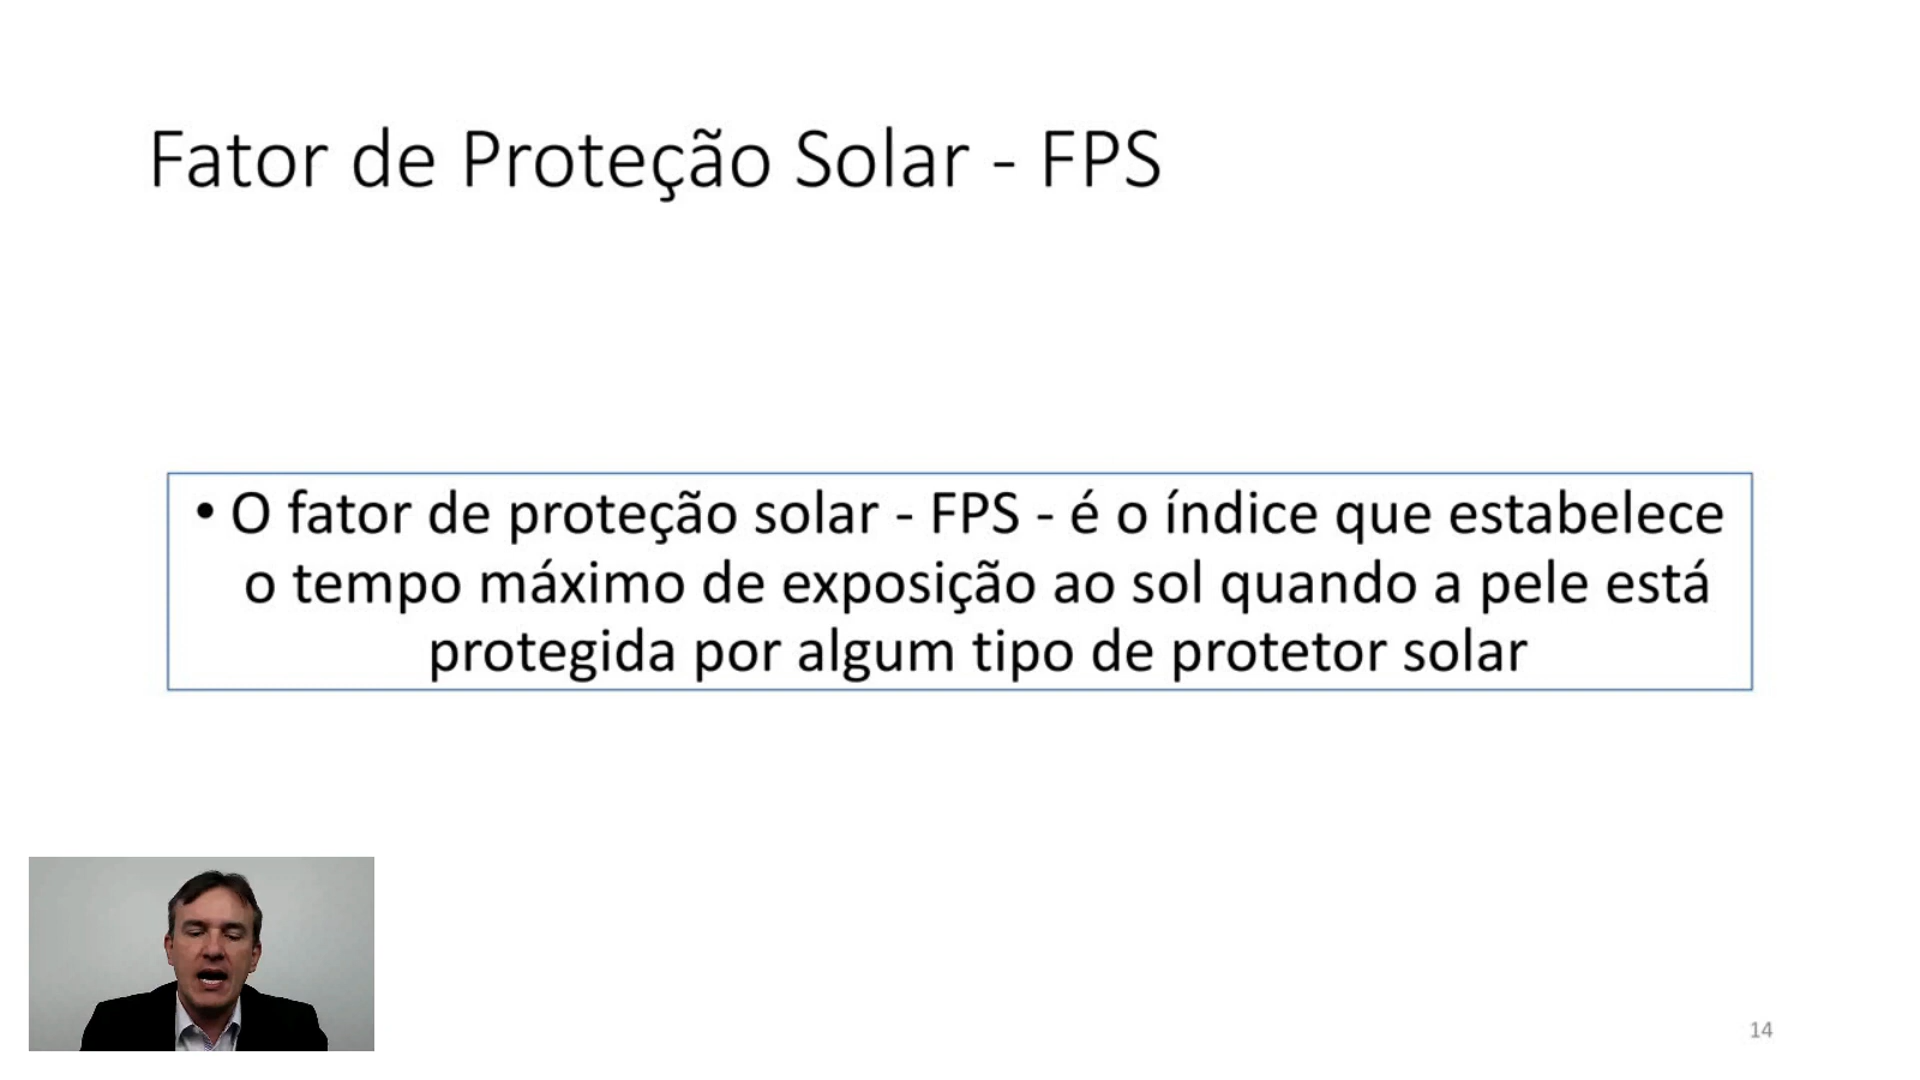 Fator de Proteção Solar - FPS
• O fator de proteção solar - FPS - é o índice que estabelece
o tempo máximo de exposição ao sol quando a pele está
protegida por algum tipo de protetor solar
14